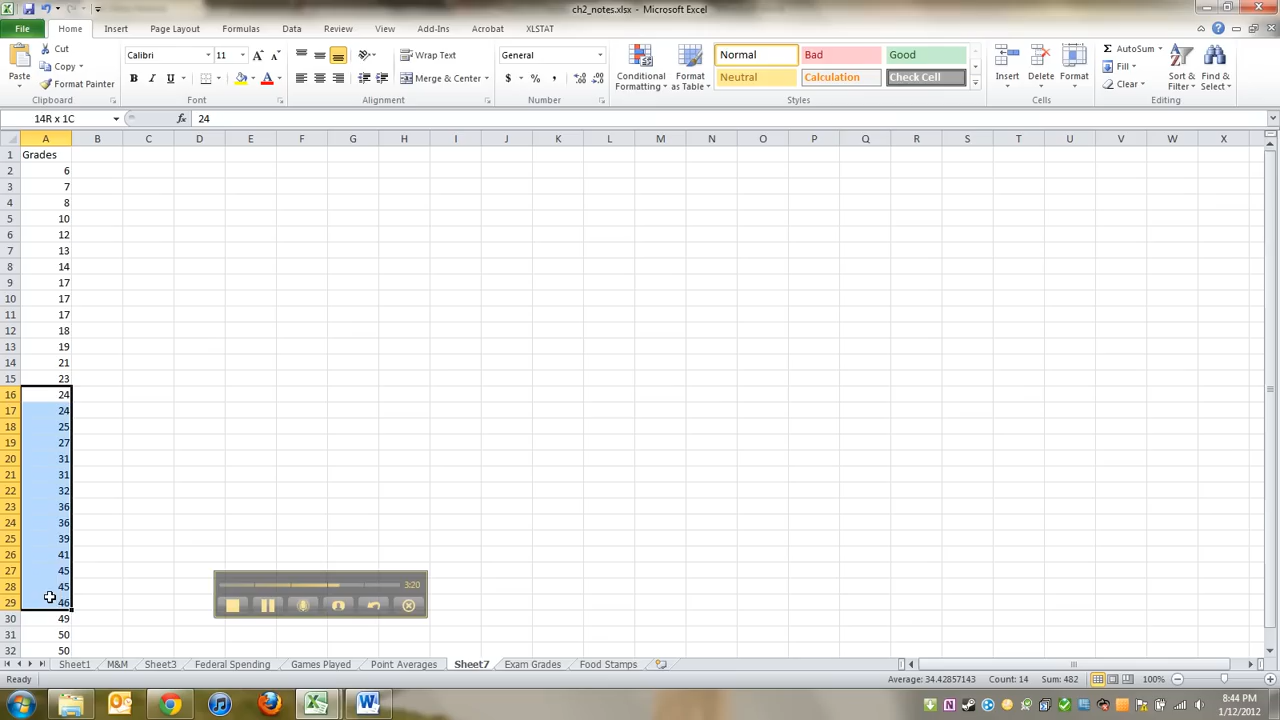 ch2_notes.xlsx - Microsoft Excel
File Home Insert Page Layout Formulas Data Review View Add-Ins Acrobat XLSTAT
Paste
Cut
Copy
Format Painter
Clipboard
Calibri 11
B I U
Font
Wrap Text
Merge & Center
Alignment
General
$ % ,
Number
Conditional Formatting
Format as Table
Normal Bad Good
Neutral Calculation Check Cell
Styles
Insert Delete Format
Cells
AutoSum
Fill
Clear
Sort & Filter
Find & Select
Editing
14R x 1C fx 24
A B C D E F G H I J K L M N O P Q R S T U V W X
1 Grades
2 6
3 7
4 8
5 10
6 12
7 13
8 14
9 17
10 17
11 17
12 18
13 19
14 21
15 23
16 24
17 24
18 25
19 27
20 31
21 31
22 32
23 36
24 36
25 39
26 41
27 45
28 45
29 46
30 49
31 50
32 50
3:20
Sheet1 M&M Sheet3 Federal Spending Games Played Point Averages Sheet7 Exam Grades Food Stamps
Ready Average: 34.42857143 Count: 14 Sum: 482 100%
8:44 PM
1/12/2012